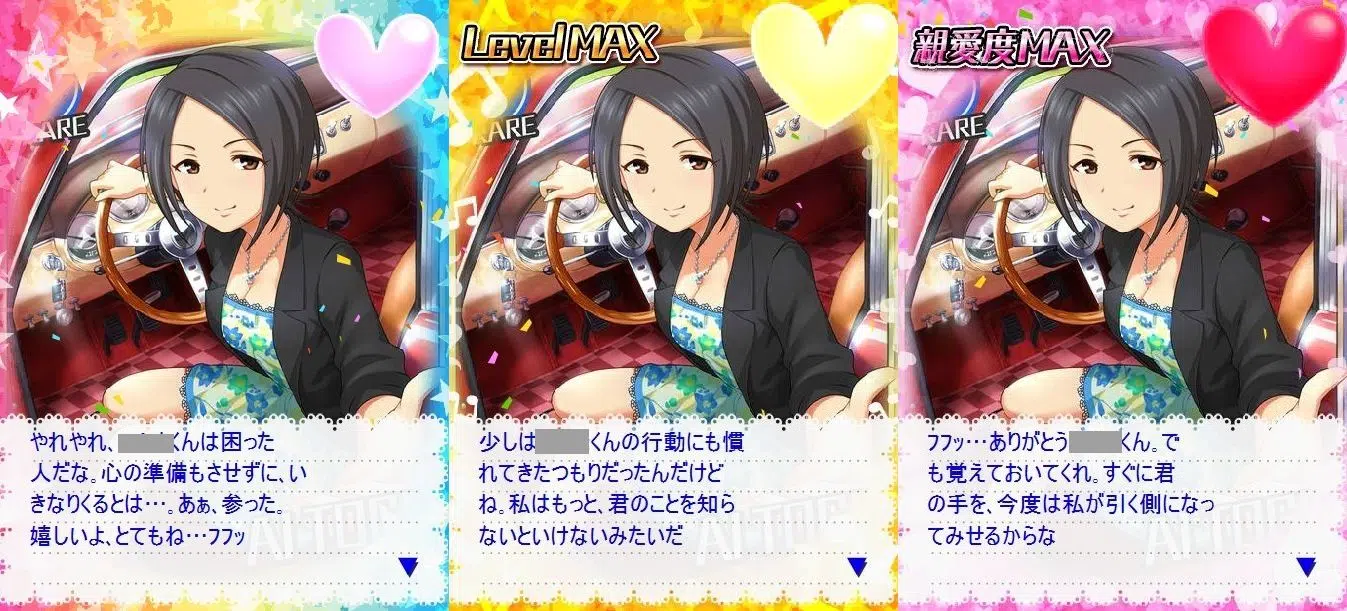 RARE
やれやれ、くんは困った
人だな。心の準備もさせずに、い
きなりくるとは…。あぁ、参った。
嬉しいよ、とてもね…フフッ
Level MAX
RARE
少しはくんの行動にも慣
れてきたつもりだったんだけど
ね。私はもっと、君のことを知ら
ないといけないみたいだ
親愛度MAX
RARE
フフッ…ありがとうくん。で
も覚えておいてくれ。すぐに君
の手を、今度は私が引く側になっ
てみせるからな